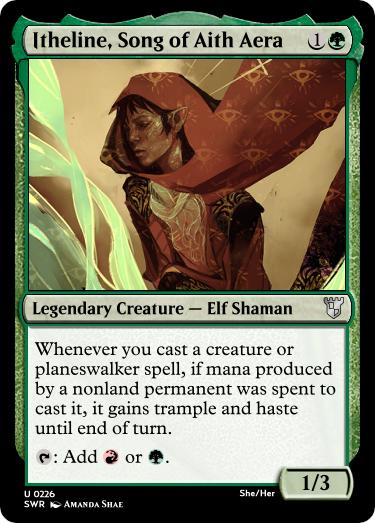 Itheline, Song of Aith Aera 1
Legendary Creature — Elf Shaman
Whenever you cast a creature or
planeswalker spell, if mana produced
by a nonland permanent was spent to
cast it, it gains trample and haste
until end of turn.
: Add or .
1/3
U 0226 She/Her
SWR Amanda Shae